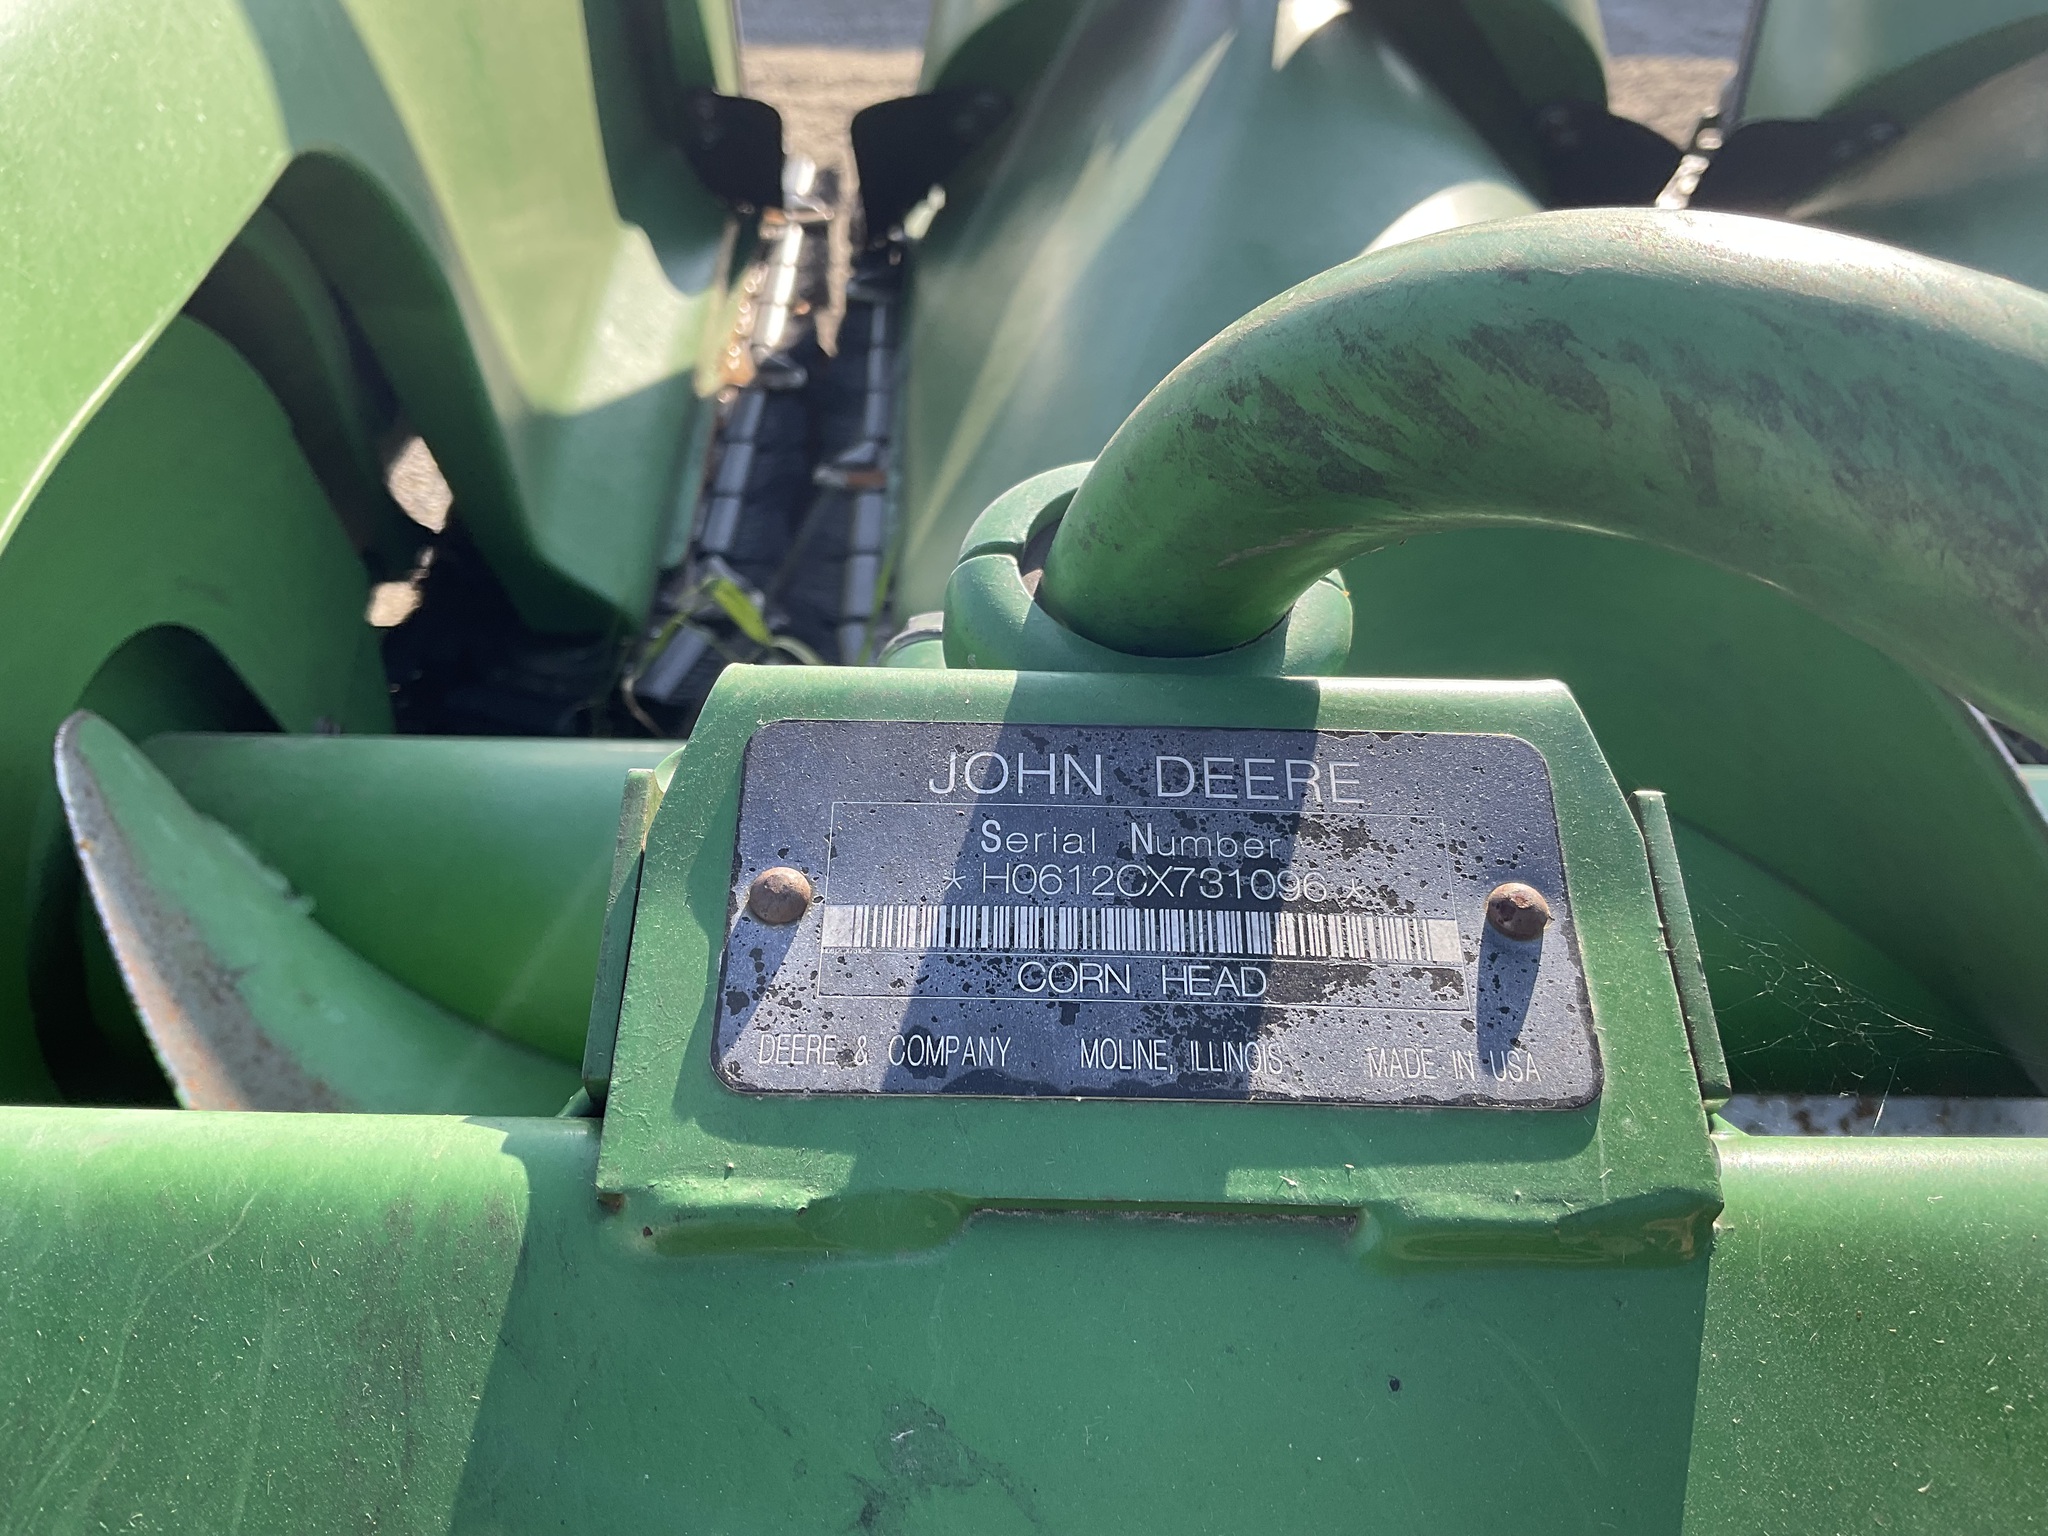 JOHN DEERE
Serial Number
* H0612CX731096 *
CORN HEAD
DEERE & COMPANY MOLINE, ILLINOIS MADE IN USA